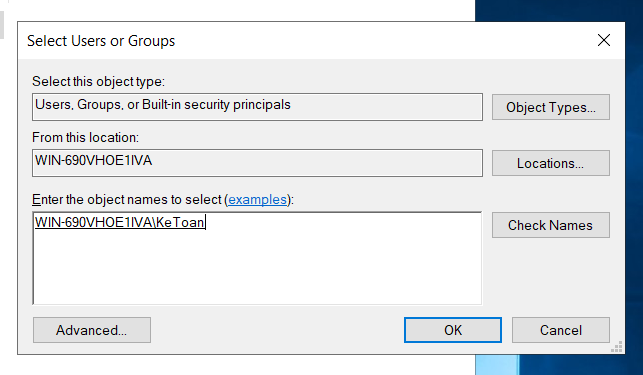 Select Users or Groups
Select this object type:
Users, Groups, or Built-in security principals
Object Types...
From this location:
WIN-690VHOE1IVA
Locations...
Enter the object names to select (examples):
WIN-690VHOE1IVA\KeToan
Check Names
Advanced...
OK
Cancel